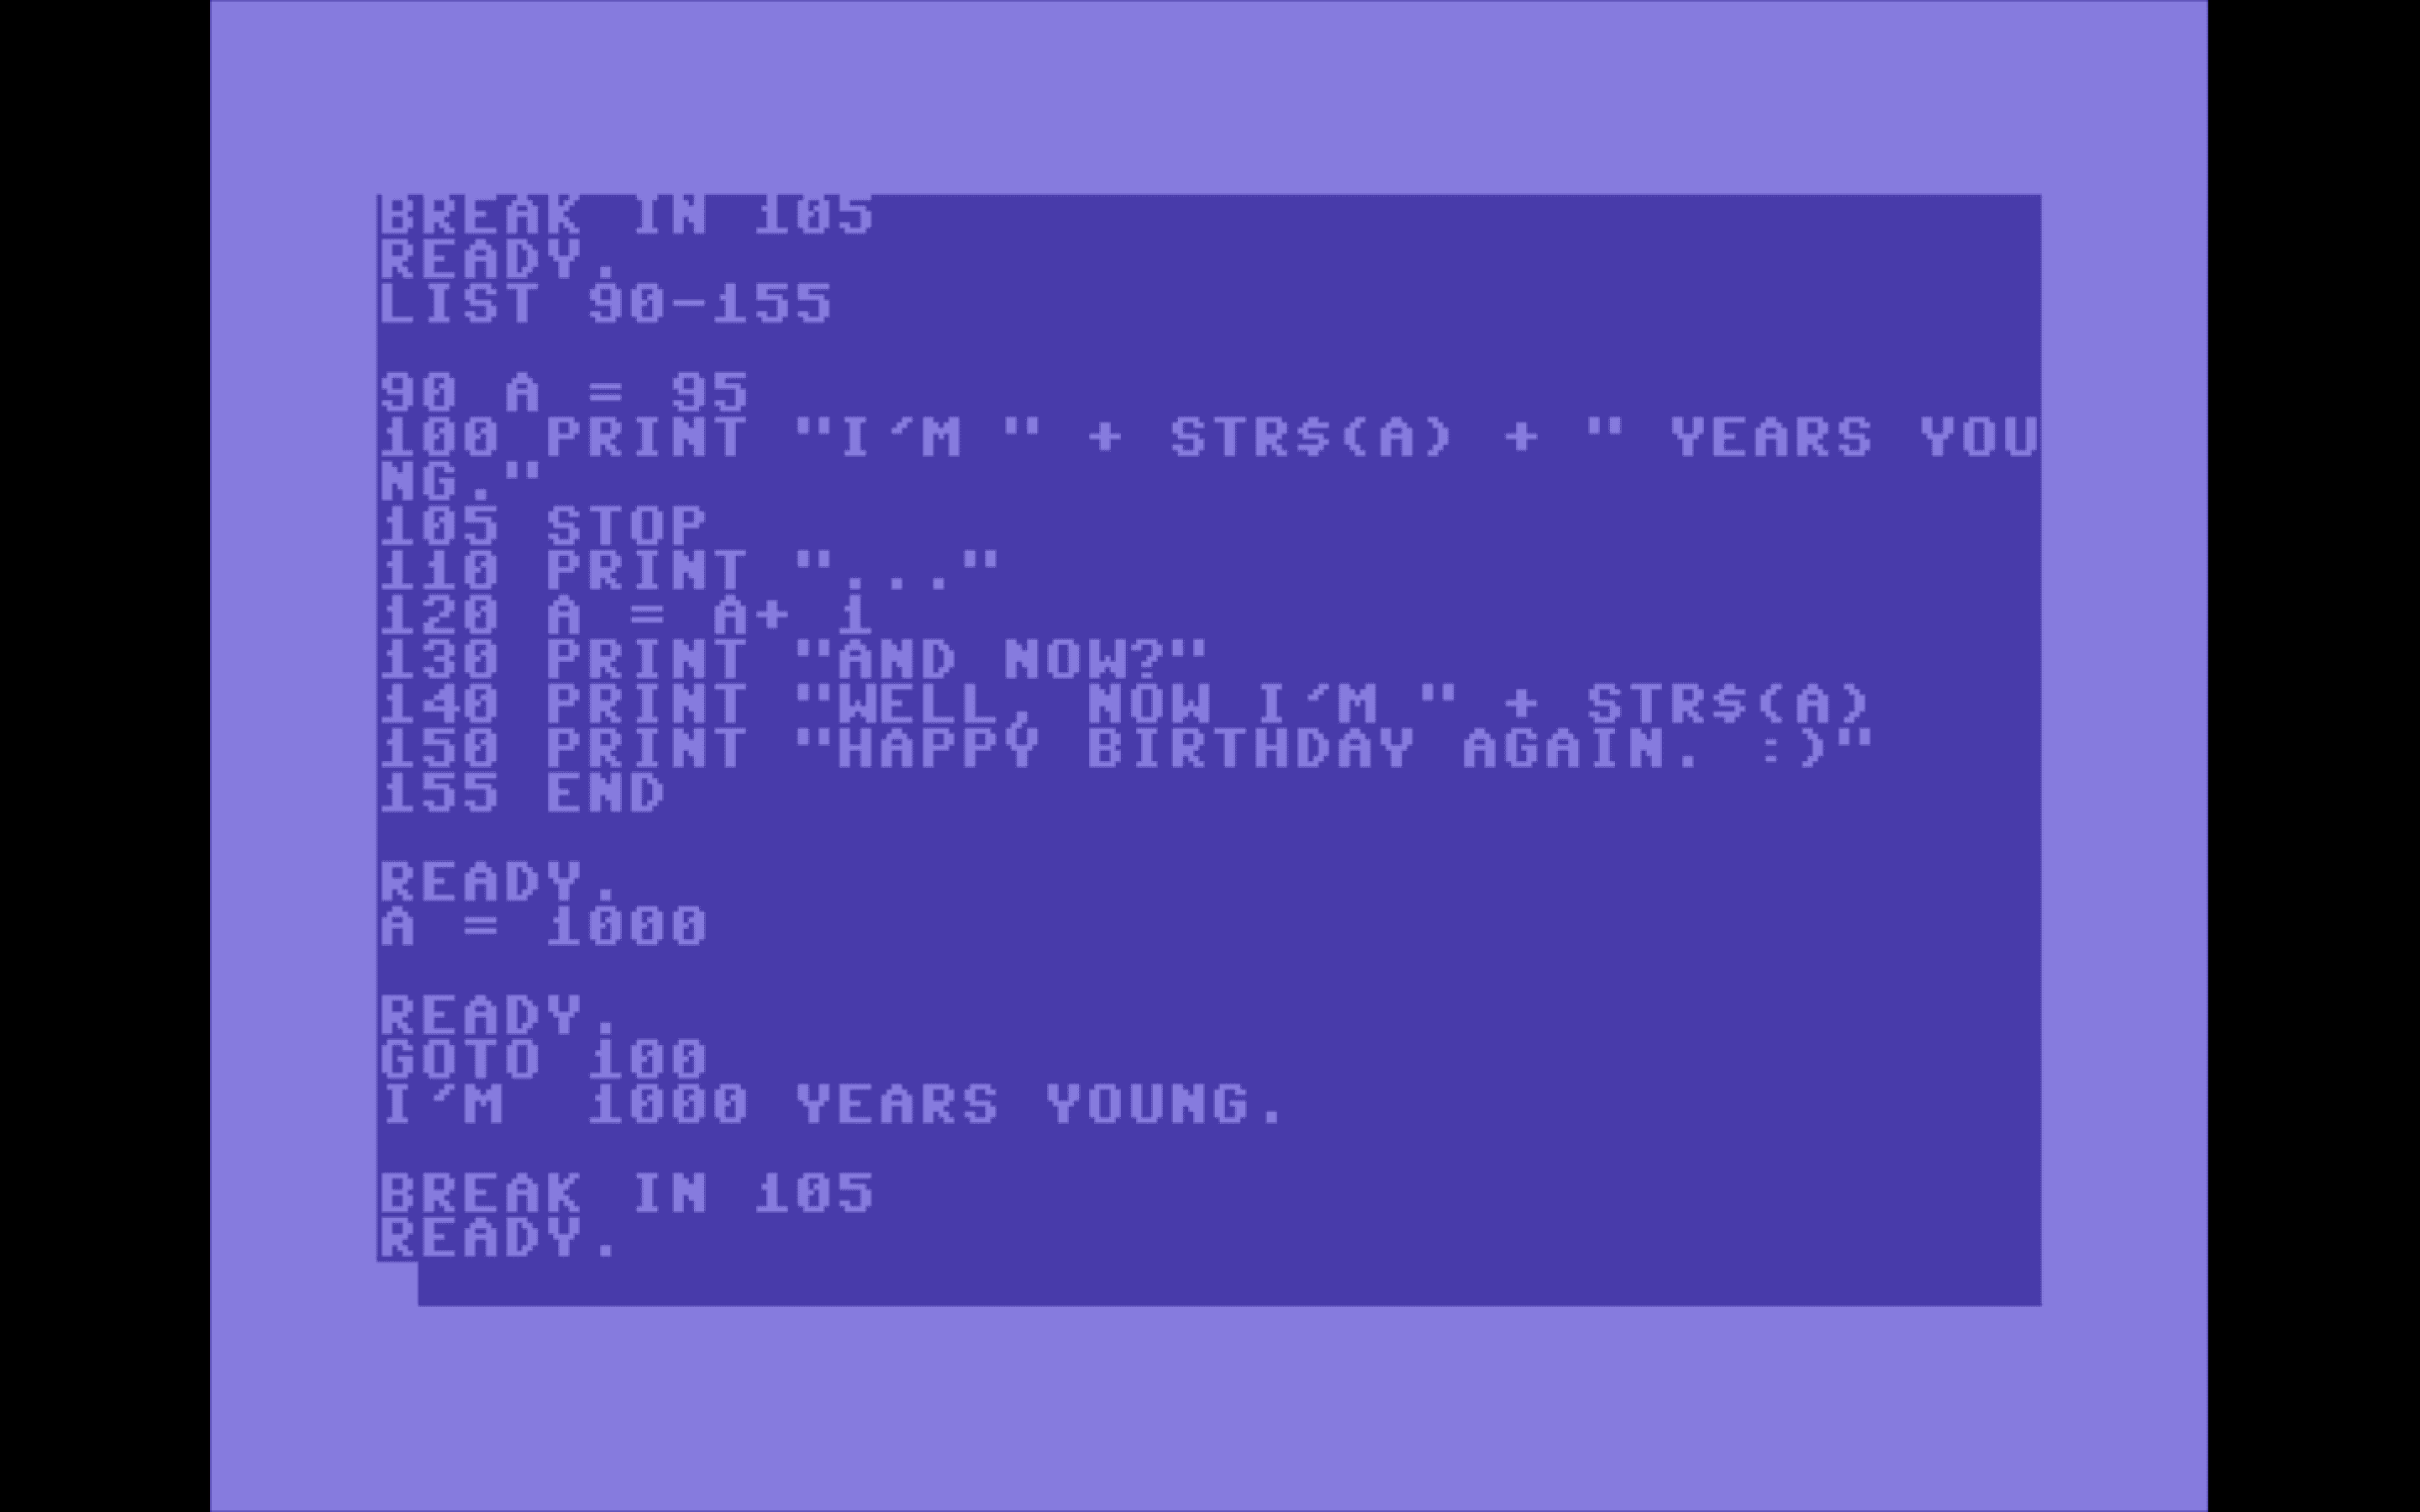 BREAK IN 105
READY.
LIST 90-155
90 A = 95
100 PRINT "I'M " + STR$(A) + " YEARS YOU
NG."
105 STOP
110 PRINT "..."
120 A = A+ 1
130 PRINT "AND NOW?"
140 PRINT "WELL, NOW I'M " + STR$(A)
150 PRINT "HAPPY BIRTHDAY AGAIN. :)"
155 END
READY.
A = 1000
READY.
GOTO 100
I'M  1000 YEARS YOUNG.
BREAK IN 105
READY.